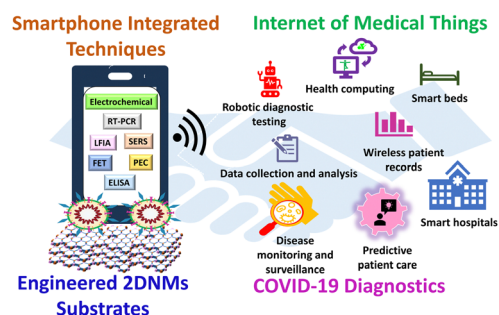 Smartphone Integrated
Techniques
Electrochemical
RT-PCR
LFIA
SERS
FET
PEC
ELISA
Engineered 2DNMs
Substrates
Internet of Medical Things
Health computing
Robotic diagnostic
testing
Smart beds
Wireless patient
records
Data collection and analysis
Smart hospitals
Disease
monitoring and
surveillance
Predictive
patient care
COVID-19 Diagnostics